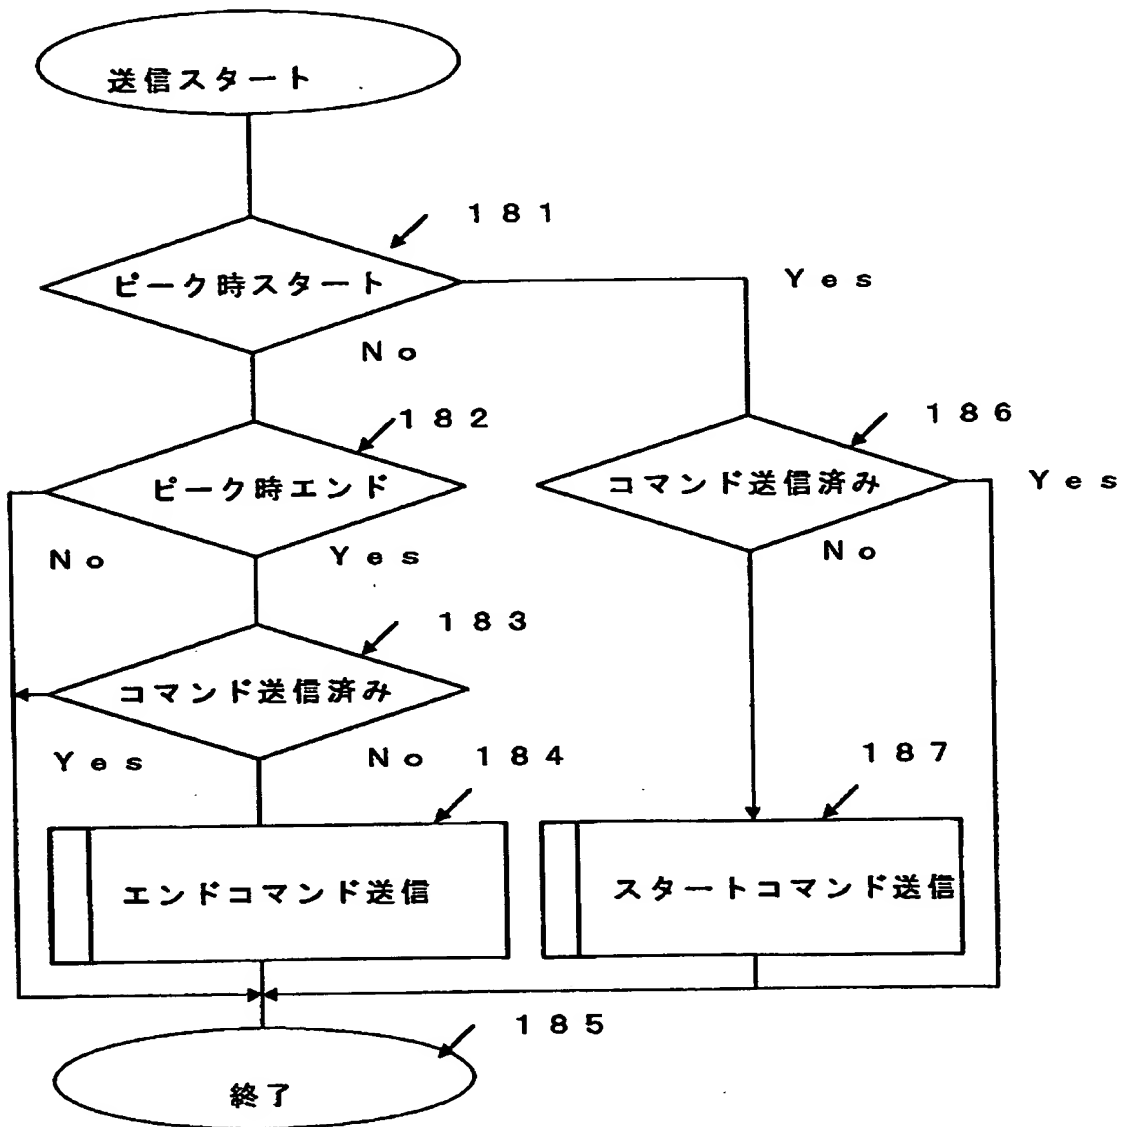 送信スタート
181
ピーク時スタート
Yes
No
182
186
ピーク時エンド
コマンド送信済み
Yes
No
Yes
No
183
コマンド送信済み
Yes
No
184
187
エンドコマンド送信
スタートコマンド送信
185
終了